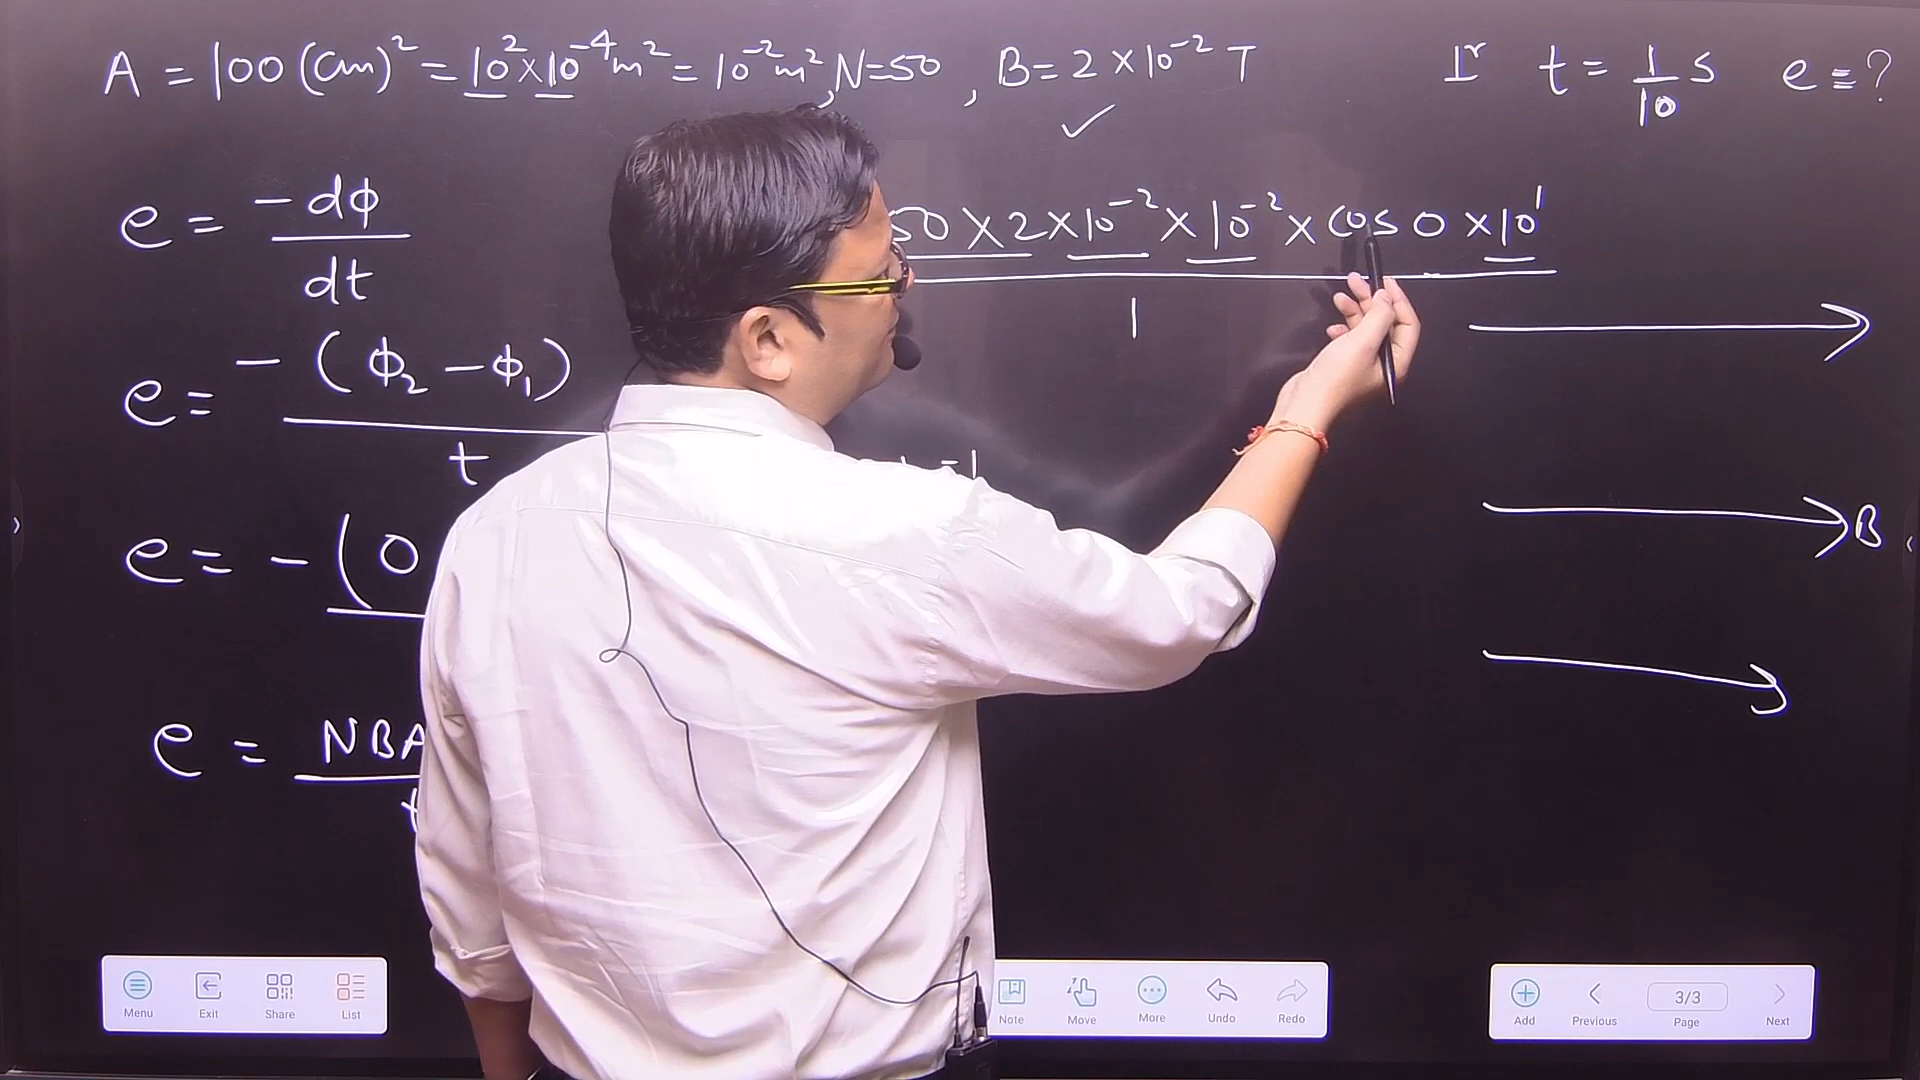 A = 100 (cm)² = 10² × 10⁻⁴ m² = 10⁻² m², N = 50, B = 2 × 10⁻² T t = 1/10 s e = ?
e = -dφ/dt
50 × 2 × 10⁻² × 10⁻² × cos 0 × 10¹
1
e = -(φ₂ - φ₁)/t
e = -(0
B
e = NBA
Menu Exit Share List Note Move More Undo Redo Add Previous 3/3 Page Next